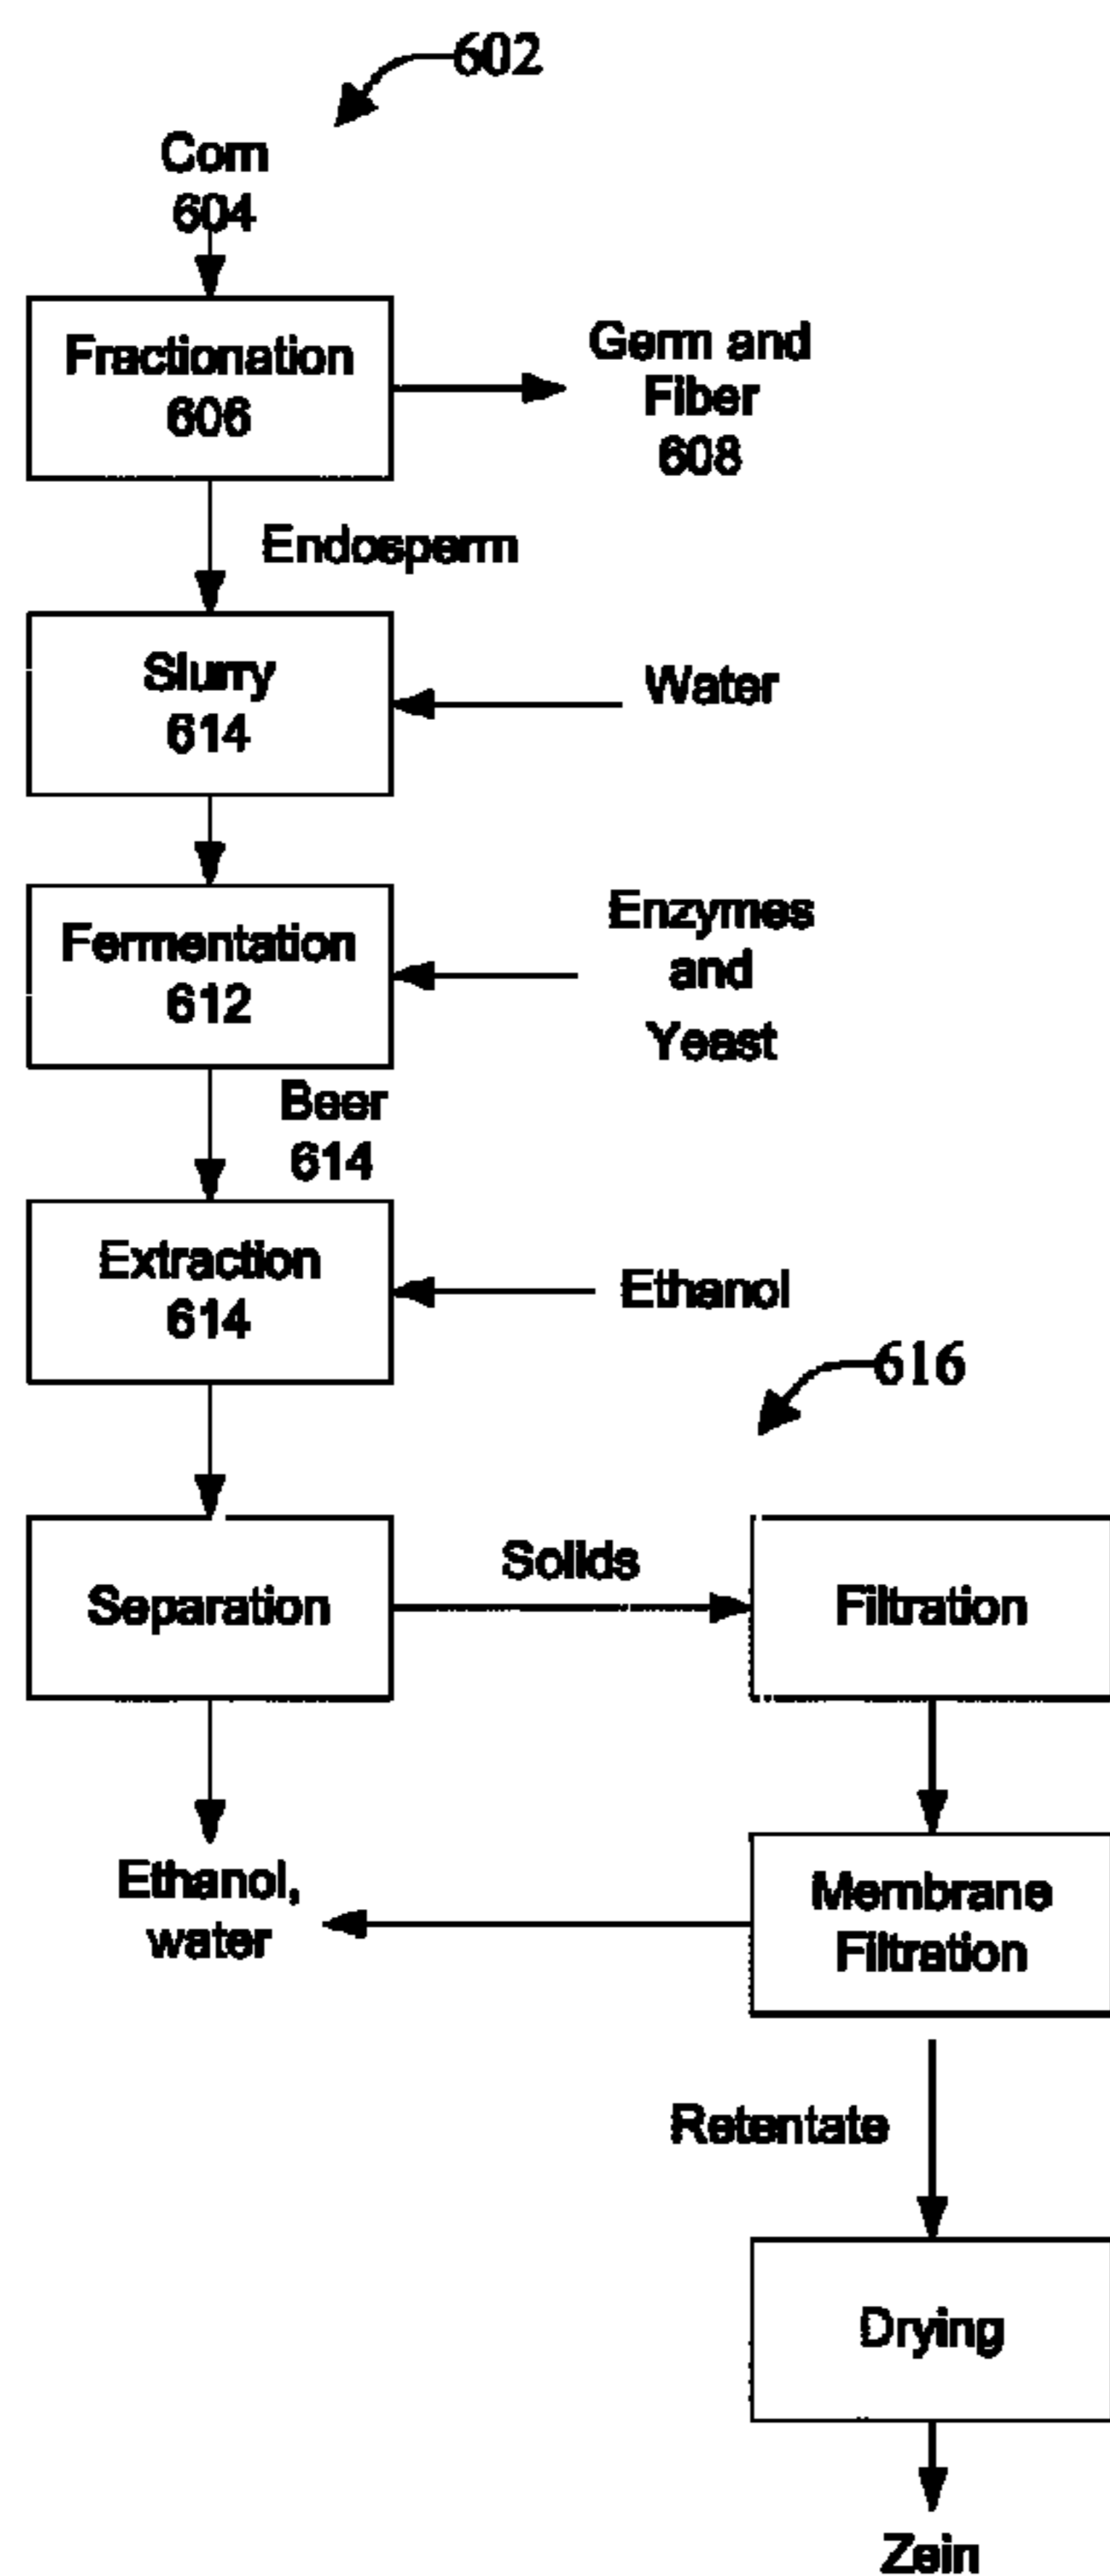 602
Corn
604
Fractionation
606
Germ and
Fiber
608
Endosperm
Slurry
614
Water
Fermentation
612
Enzymes
and
Yeast
Beer
614
Extraction
614
Ethanol
616
Separation
Solids
Filtration
Ethanol,
water
Membrane
Filtration
Retentate
Drying
Zein